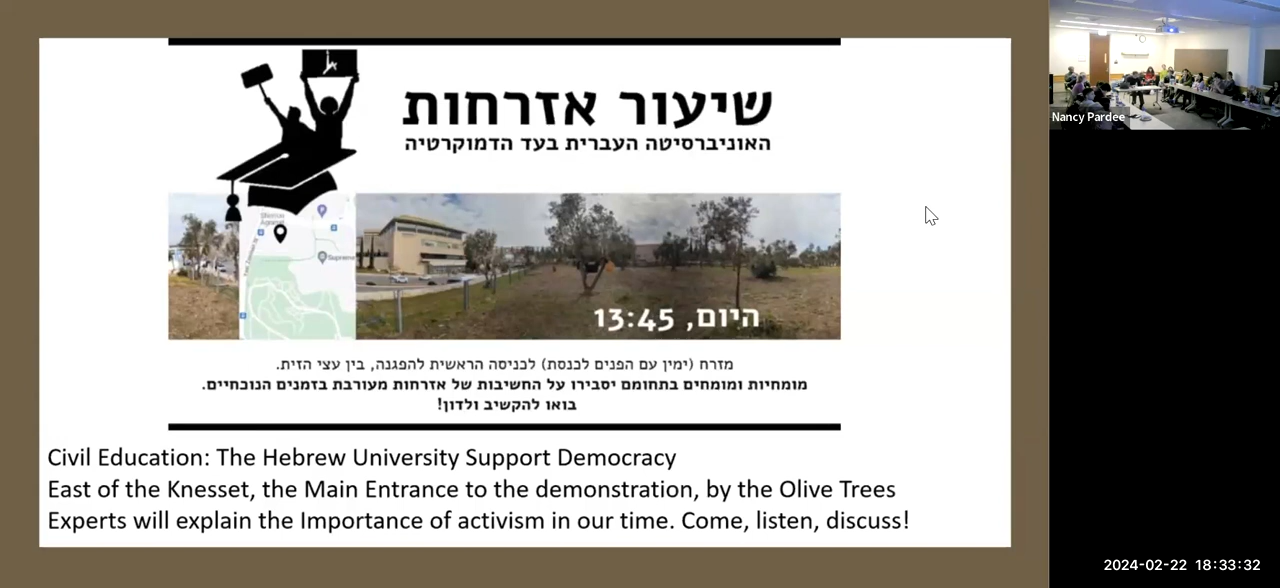 שיעור אזרחות
האוניברסיטה העברית בעד הדמוקרטיה
היום, 13:45
מזרח (ימין עם הפנים לכנסת) לכניסה הראשית להפגנה, בין עצי הזית.
מומחיות ומומחים בתחומם יסבירו על החשיבות של אזרחות מעורבת בזמנים הנוכחיים.
בואו להקשיב ולדון!
Civil Education: The Hebrew University Support Democracy
East of the Knesset, the Main Entrance to the demonstration, by the Olive Trees
Experts will explain the Importance of activism in our time. Come, listen, discuss!
Nancy Pardee
2024-02-22 18:33:32